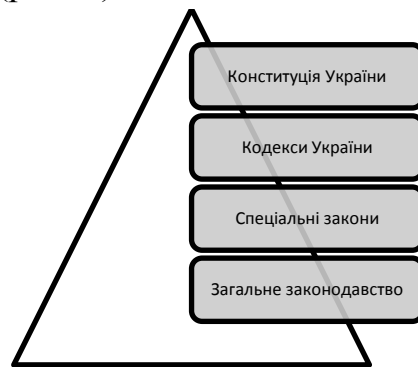 Конституція України
Кодекси України
Спеціальні закони
Загальне законодавство